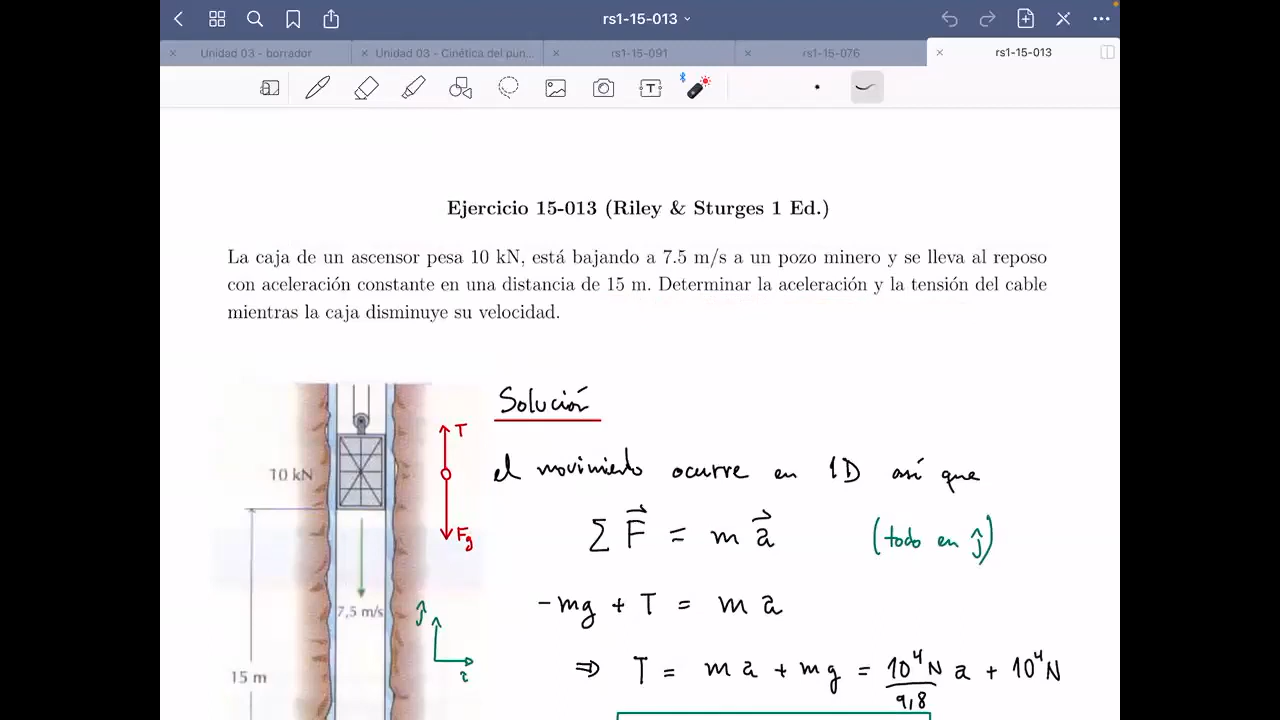 rs1-15-013
Unidad 03 - borrador
Unidad 03 - Cinética del pun...
rs1-15-091
rs1-15-076
rs1-15-013
T
Ejercicio 15-013 (Riley & Sturges 1 Ed.)
La caja de un ascensor pesa 10 kN, está bajando a 7.5 m/s a un pozo minero y se lleva al reposo
con aceleración constante en una distancia de 15 m. Determinar la aceleración y la tensión del cable
mientras la caja disminuye su velocidad.
Solución
T
10 kN
el movimiento ocurre en 1D así que
Fg
∑ F⃗ = m a⃗ (todo en ĵ)
7,5 m/s
ĵ
-mg + T = m a
î
15 m
⇒ T = m a + mg = 10⁴N/9,8 a + 10⁴N